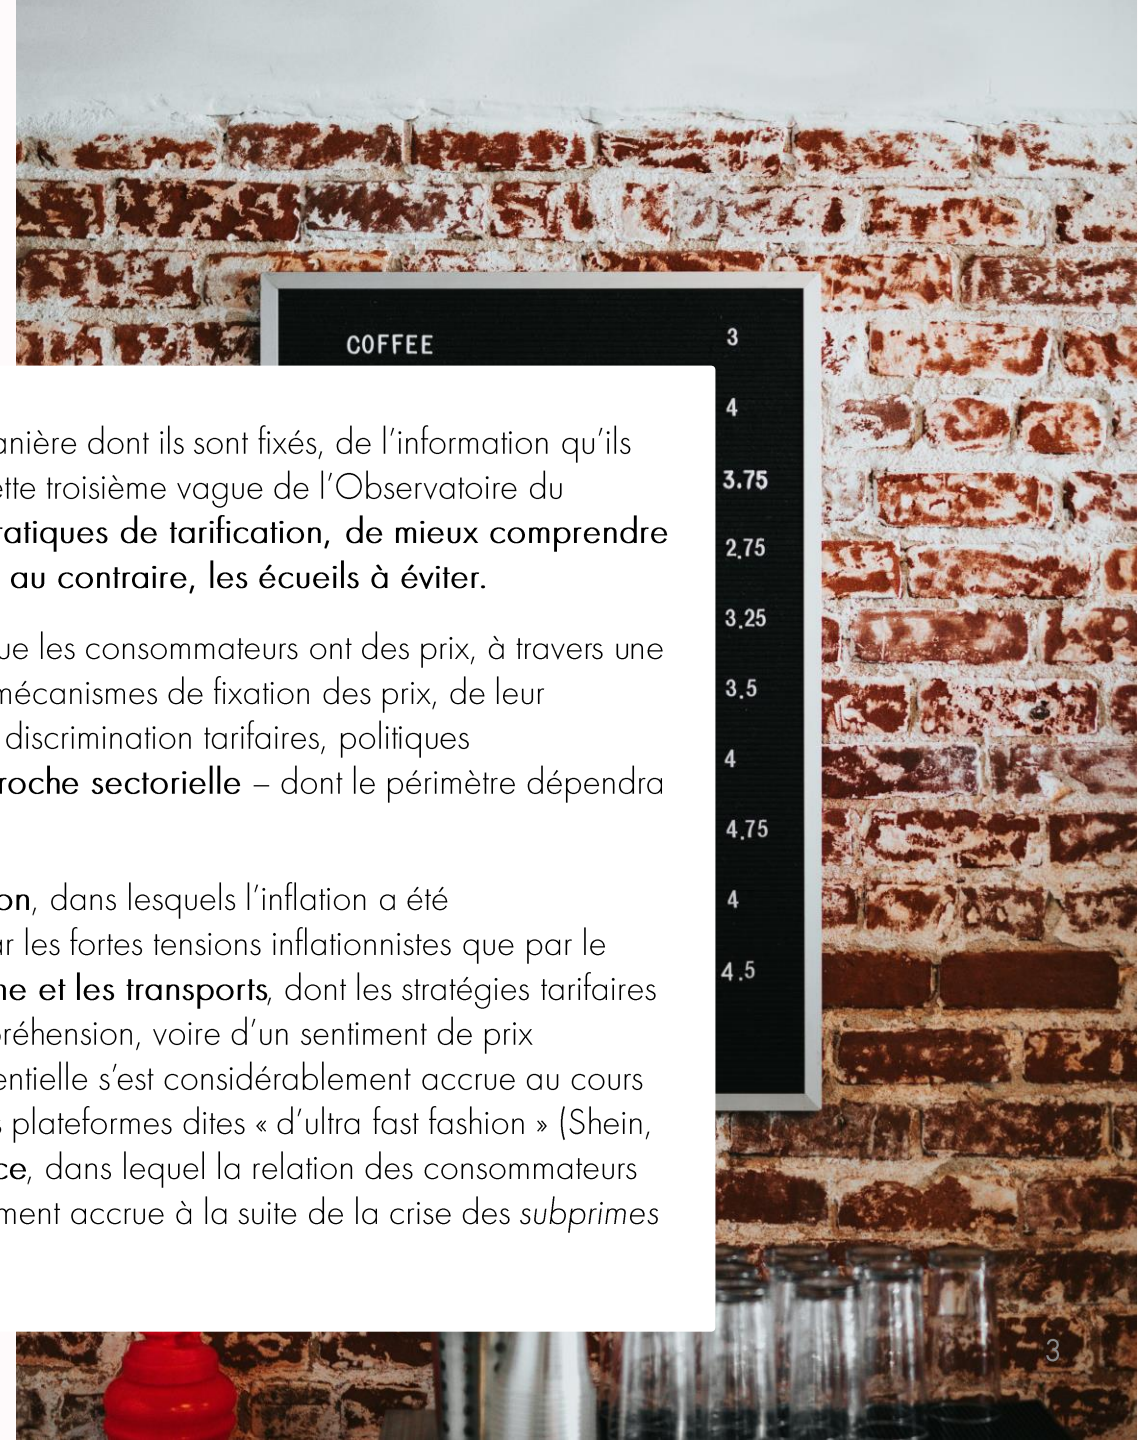 COFFEE
3
4
3.75
2.75
3.25
3.5
4
4.75
4
4.5
anière dont ils sont fixés, de l’information qu’ils
ette troisième vague de l’Observatoire du
ratiques de tarification, de mieux comprendre
au contraire, les écueils à éviter.
ue les consommateurs ont des prix, à travers une
mécanismes de fixation des prix, de leur
discrimination tarifaires, politiques
roche sectorielle – dont le périmètre dépendra
on, dans lesquels l’inflation a été
ar les fortes tensions inflationnistes que par le
me et les transports, dont les stratégies tarifaires
préhension, voire d’un sentiment de prix
entielle s’est considérablement accrue au cours
s plateformes dites « d’ultra fast fashion » (Shein,
ce, dans lequel la relation des consommateurs
ment accrue à la suite de la crise des subprimes
3